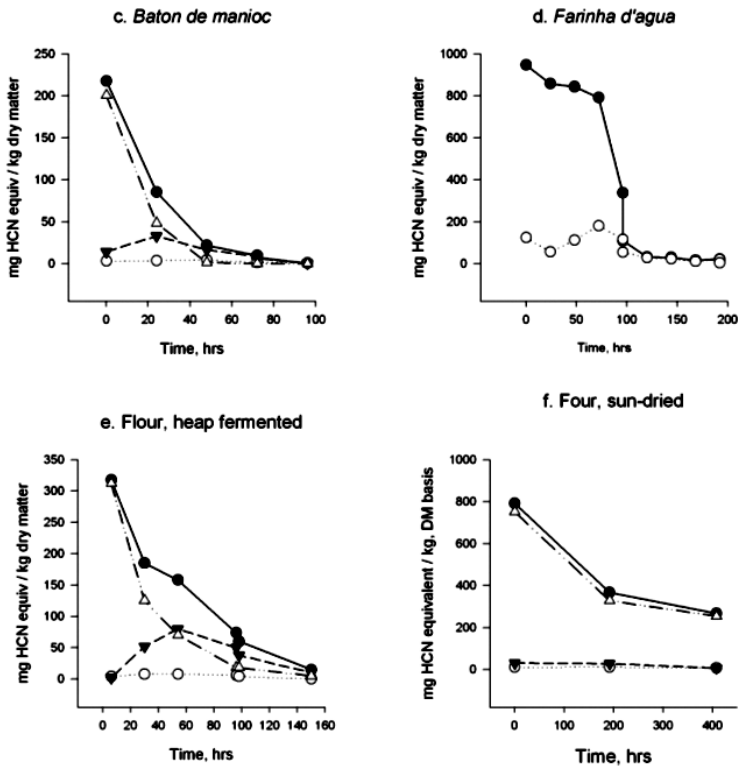 c. Baton de manioc
mg HCN equiv / kg dry matter
250
200
150
100
50
0
0 20 40 60 80 100
Time, hrs
d. Farinha d'agua
mg HCN equiv / kg dry matter
1000
800
600
400
200
0
0 50 100 150 200
Time, hrs
e. Flour, heap fermented
mg HCN equiv / kg dry matter
350
300
250
200
150
100
50
0
0 20 40 60 80 100 120 140 160
Time, hrs
f. Four, sun-dried
mg HCN equivalent / kg, DM basis
1000
800
600
400
200
0
0 100 200 300 400
Time, hrs